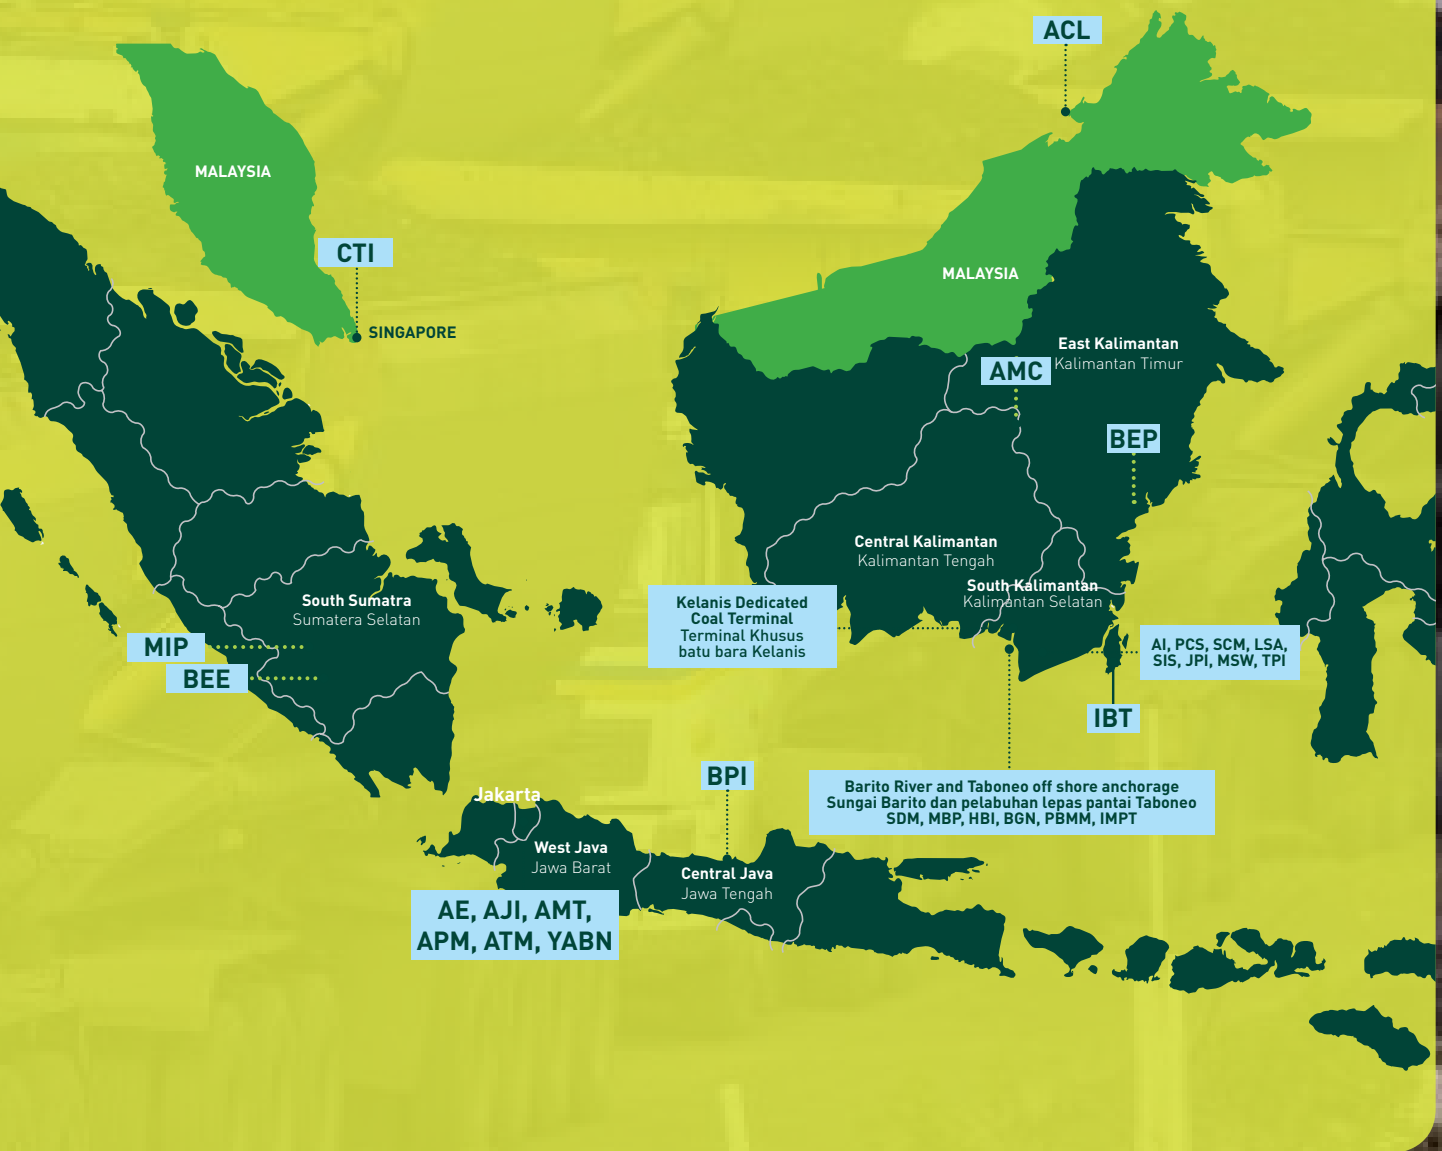 ACL
MALAYSIA
CTI
SINGAPORE
MALAYSIA
East Kalimantan
Kalimantan Timur
AMC
BEP
Central Kalimantan
Kalimantan Tengah
South Kalimantan
Kalimantan Selatan
South Sumatra
Sumatera Selatan
Kelanis Dedicated
Coal Terminal
Terminal Khusus
batu bara Kelanis
MIP
BEE
AI, PCS, SCM, LSA,
SIS, JPI, MSW, TPI
IBT
BPI
Barito River and Taboneo off shore anchorage
Sungai Barito dan pelabuhan lepas pantai Taboneo
SDM, MBP, HBI, BGN, PBMM, IMPT
Jakarta
West Java
Jawa Barat
Central Java
Jawa Tengah
AE, AJI, AMT,
APM, ATM, YABN